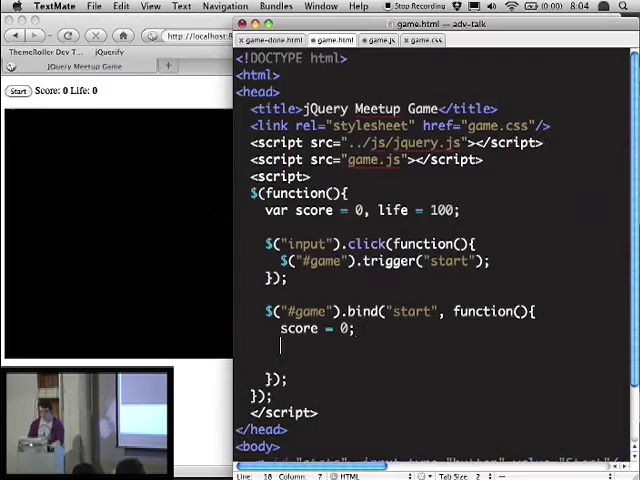 TextMate File Edit View Text Navigation Bundles Window Help Stop Recording (0:00) 8:04
http://localhost:8
ThemeRoller Dev T... jQuerify
jQuery Meetup Game
Start Score: 0 Life: 0
game.html — adv-talk
game-done.html game.html game.js game.css
<!DOCTYPE html>
<html>
<head>
<title>jQuery Meetup Game</title>
<link rel="stylesheet" href="game.css"/>
<script src="../js/jquery.js"></script>
<script src="game.js"></script>
<script>
$(function(){
var score = 0, life = 100;
$("input").click(function(){
$("#game").trigger("start");
});
$("#game").bind("start", function(){
score = 0;
});
});
</script>
</head>
<body>
Line: 18 Column: 7 HTML Tab Size: 2